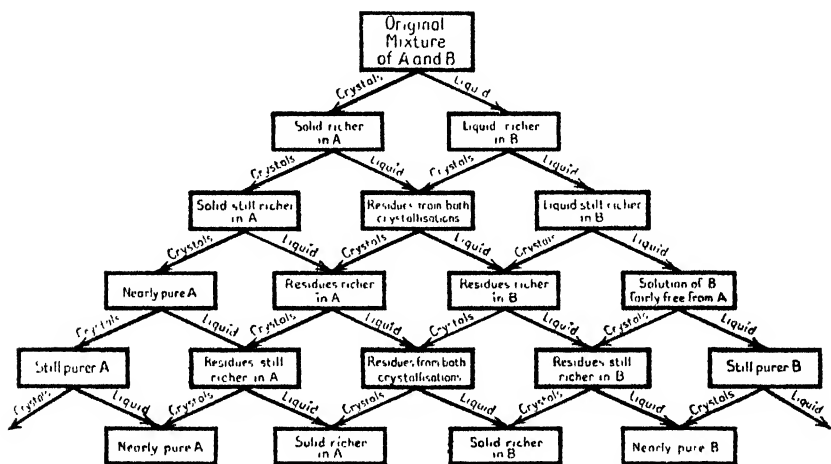 Original
Mixture
of A and B
Crystals
Liquid
Solid richer
in A
Liquid richer
in B
Crystals
Liquid
Crystals
Liquid
Solid still richer
in A
Residues from both
crystallisations
Liquid still richer
in B
Crystals
Liquid
Crystals
Liquid
Crystals
Liquid
Nearly pure A
Residues richer
in A
Residues richer
in B
Solution of B
fairly free from A
Crystals
Liquid
Crystals
Liquid
Crystals
Liquid
Crystals
Liquid
Still purer A
Residues still
richer in A
Residues from both
crystallisations
Residues still
richer in B
Still purer B
Crystals
Liquid
Crystals
Liquid
Crystals
Liquid
Crystals
Liquid
Crystals
Liquid
Nearly pure A
Solid richer
in A
Solid richer
in B
Nearly pure B